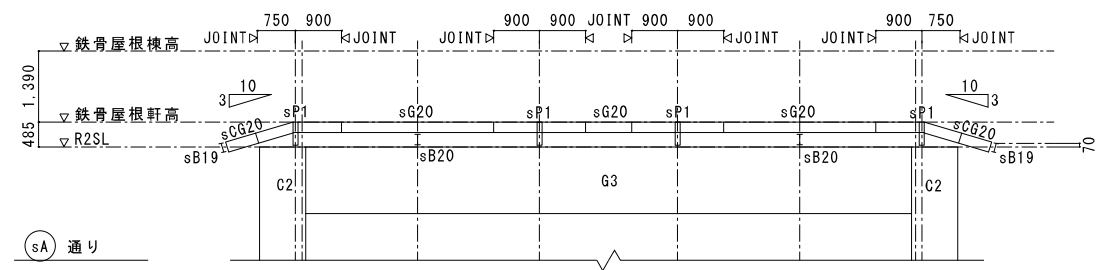 750 900 900 900 JOINT 900 900 900 750
JOINT JOINT JOINT JOINT JOINT JOINT
鉄骨屋根棟高
1,390
10 10
3 3
鉄骨屋根軒高 sP1 sG20 sP1 sG20 sP1 sG20 sP1
485 R2SL sCG20 sCG20
sB19 sB20 sB20 sB19 70
C2 G3 C2
sA 通り